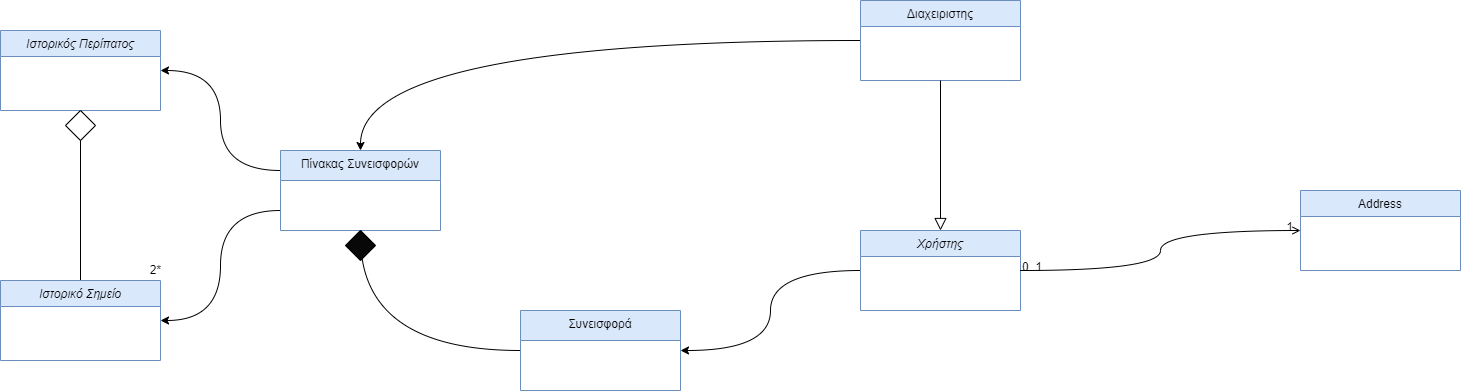 Διαχειριστης
Ιστορικός Περίπατος
Πίνακας Συνεισφορών
Address
1
Χρήστης
0..1
2*
Ιστορικό Σημείο
Συνεισφορά